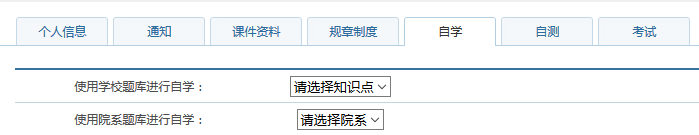 个人信息 通知 课件资料 规章制度 自学 自测 考试
使用学校题库进行自学： 请选择知识点
使用院系题库进行自学： 请选择院系